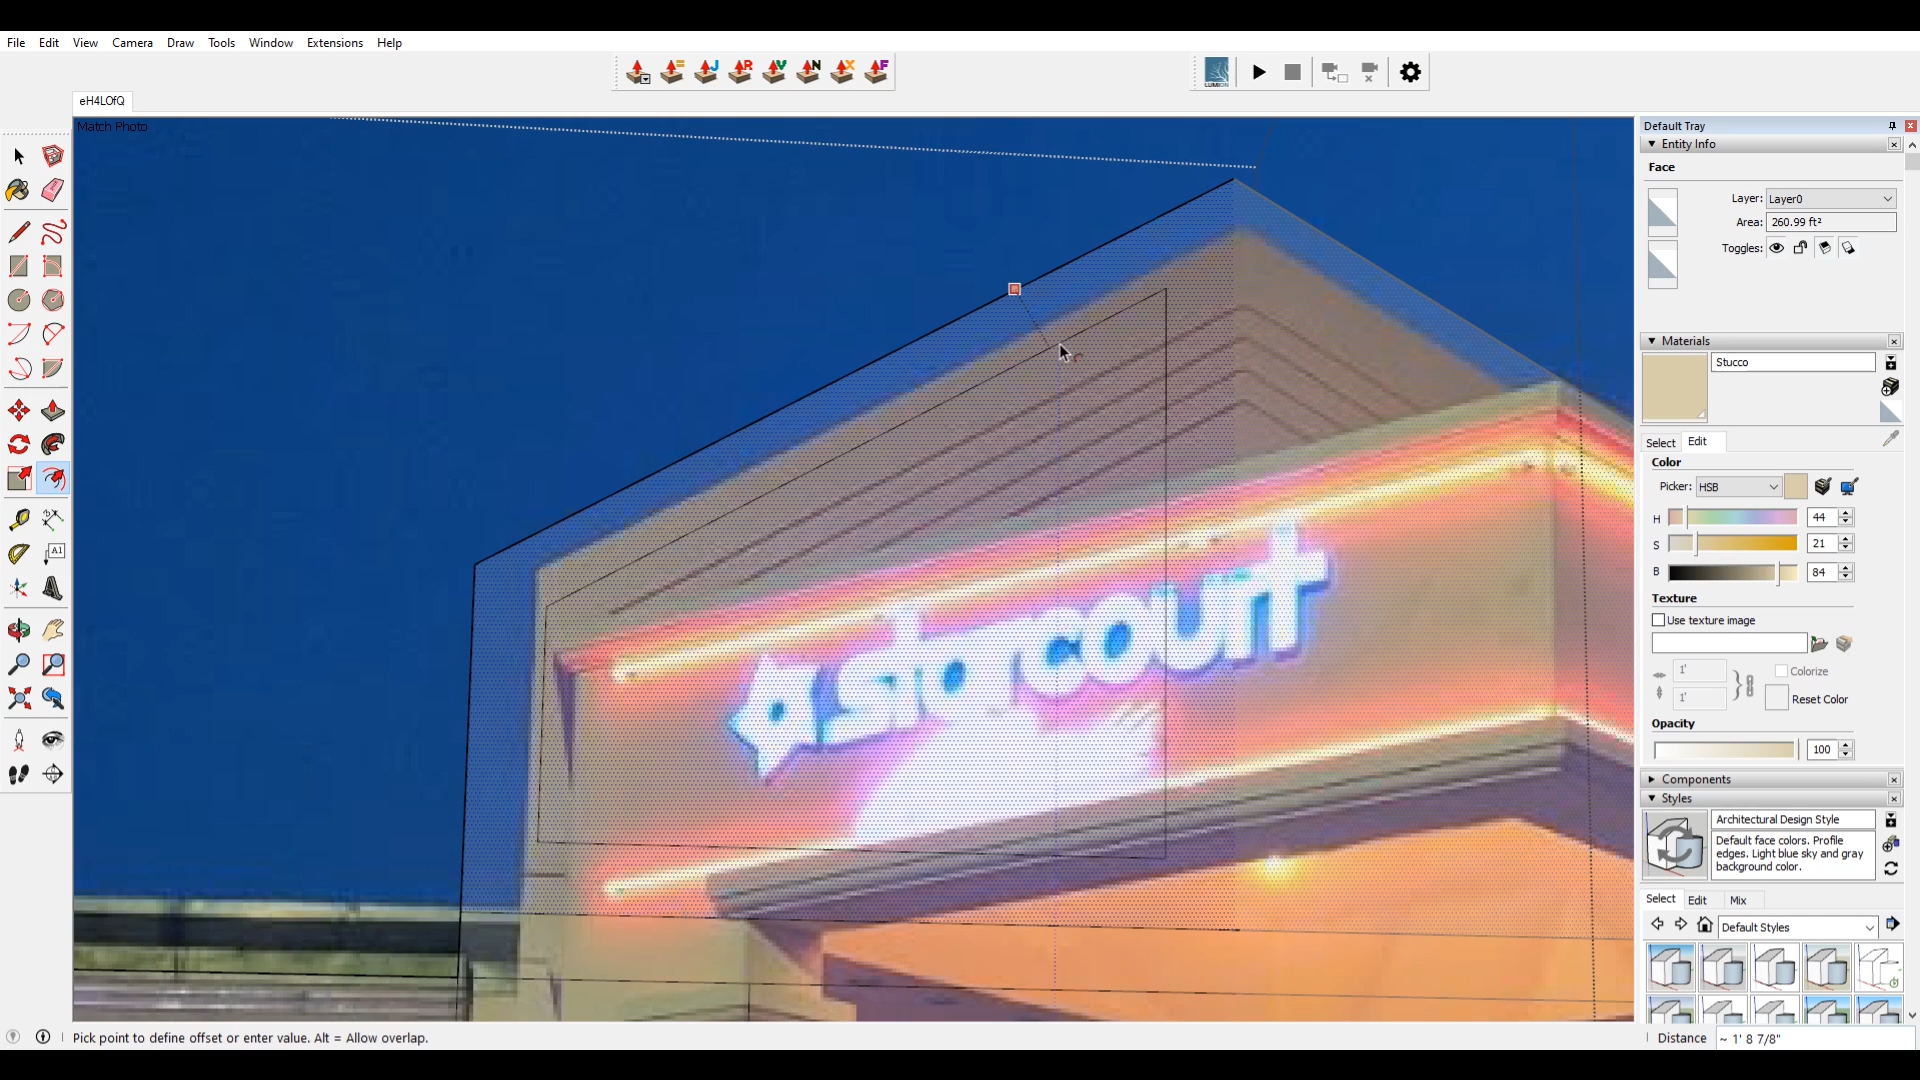 File Edit View Camera Draw Tools Window Extensions Help
= J R V N X F
LUMION
eH4LOfQ
Match Photo
Default Tray
Entity Info
Face
Layer: Layer0
Area: 260.99 ft²
Toggles:
Materials
Stucco
Select Edit
Color
Picker: HSB
H 44
S 21
B 84
Texture
Use texture image
1' Colorize
1' Reset Color
Opacity
100
Components
Styles
Architectural Design Style
Default face colors. Profile
edges. Light blue sky and gray
background color.
Select Edit Mix
Default Styles
A1
starcourt
Pick point to define offset or enter value. Alt = Allow overlap.
Distance ~ 1' 8 7/8"